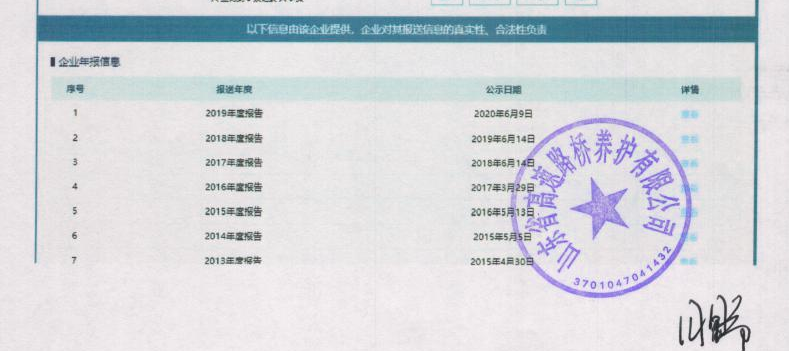 以下信息由该企业提供，企业对其报送信息的真实性、合法性负责
企业年报信息
序号 报送年度 公示日期 详情
1 2019年度报告 2020年6月9日 查看
2 2018年度报告 2019年6月14日 查看
3 2017年度报告 2018年6月14日
4 2016年度报告 2017年3月29日 查看
5 2015年度报告 2016年5月13日
6 2014年度报告 2015年5月5日 查看
7 2013年度报告 2015年4月30日 查看
山东省高速路桥养护有限公司
3701047041432